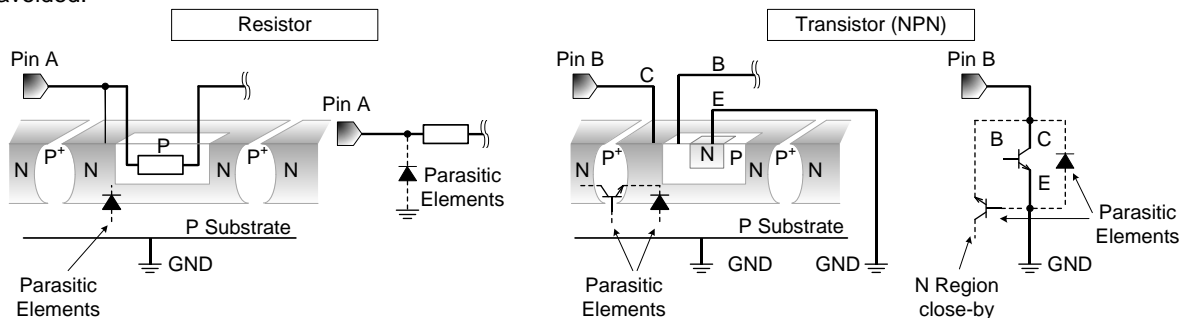 avoided.
Resistor
Transistor (NPN)
Pin A
Pin A
P
N P+ N P+ N
Parasitic
Elements
P Substrate
GND
Parasitic
Elements
Pin B
C
B
E
N P+ N N P P+ N
P Substrate
GND
GND
Parasitic
Elements
Pin B
B
C
E
Parasitic
Elements
GND
N Region
close-by